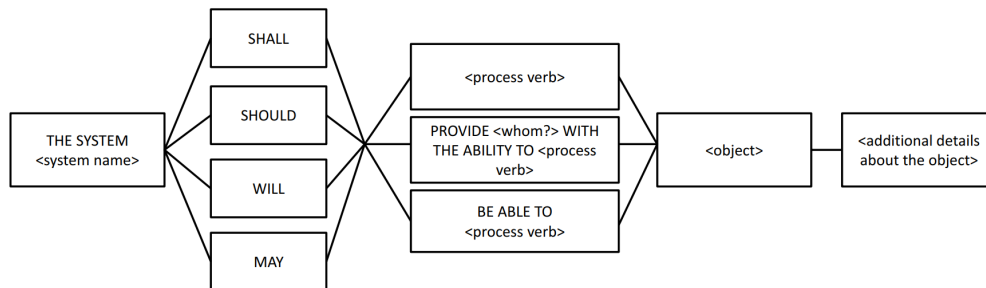 THE SYSTEM
<system name>
SHALL
SHOULD
WILL
MAY
<process verb>
PROVIDE <whom?> WITH
THE ABILITY TO <process
verb>
BE ABLE TO
<process verb>
<object>
<additional details
about the object>